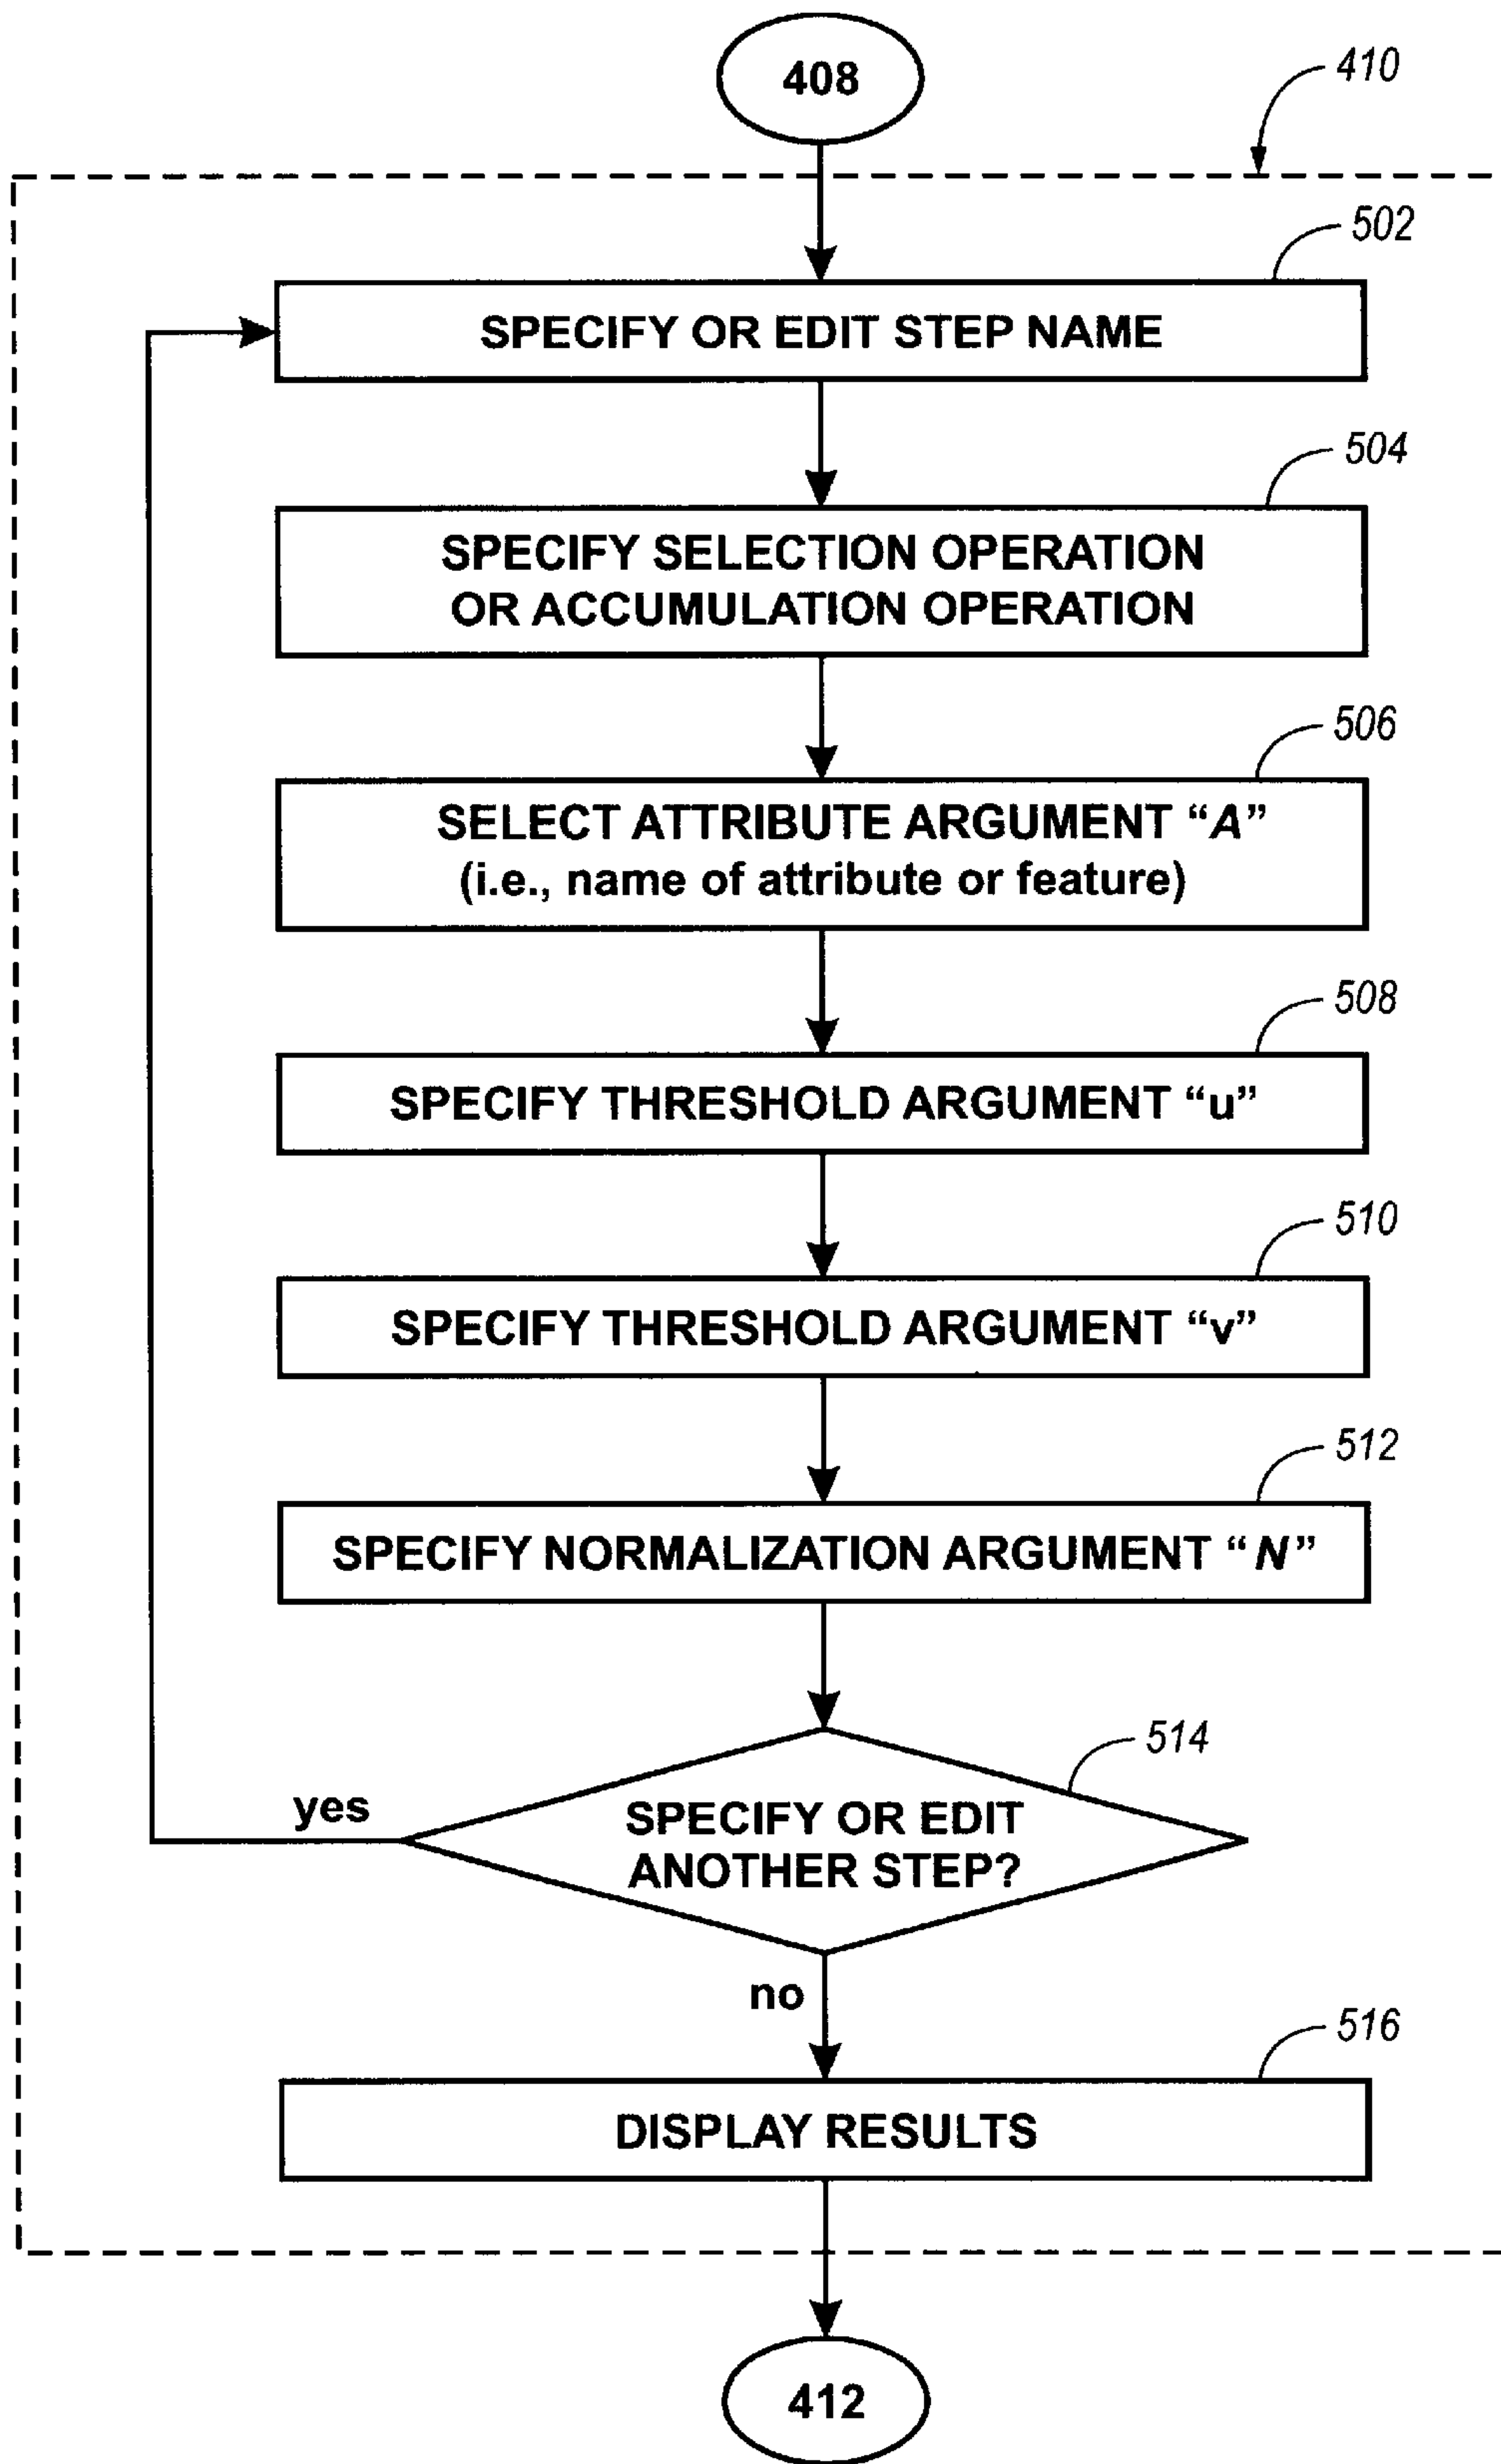 408
410
502
SPECIFY OR EDIT STEP NAME
504
SPECIFY SELECTION OPERATION
OR ACCUMULATION OPERATION
506
SELECT ATTRIBUTE ARGUMENT “A”
(i.e., name of attribute or feature)
508
SPECIFY THRESHOLD ARGUMENT “u”
510
SPECIFY THRESHOLD ARGUMENT “v”
512
SPECIFY NORMALIZATION ARGUMENT “N”
514
yes
SPECIFY OR EDIT
ANOTHER STEP?
no
516
DISPLAY RESULTS
412